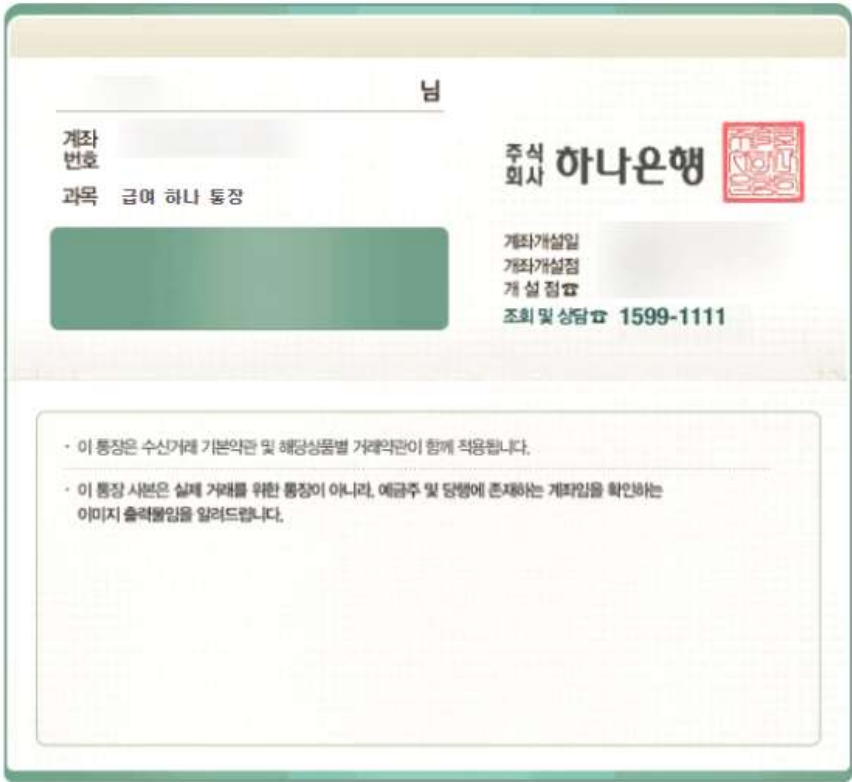 님
계좌
번호
과목 급여 하나 통장
주식
회사 하나은행
계좌개설일
개좌개설점
개 설 점☎
조회 및 상담☎ 1599-1111
· 이 통장은 수신거래 기본약관 및 해당상품별 거래약관이 함께 적용됩니다.
· 이 통장 사본은 실제 거래를 위한 통장이 아니라, 예금주 및 당행에 존재하는 계좌임을 확인하는
이미지 출력물임을 알려드립니다.